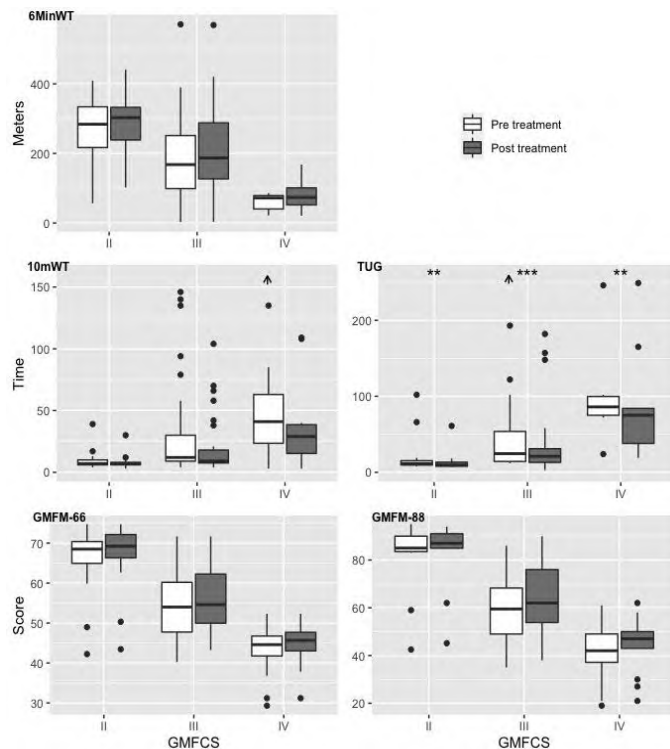 6MinWT
Meters
400
200
0
II III IV
Pre treatment
Post treatment
10mWT
Time
150
100
50
0
II III IV
TUG
** *** **
200
100
0
II III IV
GMFM-66
Score
70
60
50
40
30
II III IV
GMFCS
GMFM-88
80
60
40
20
II III IV
GMFCS